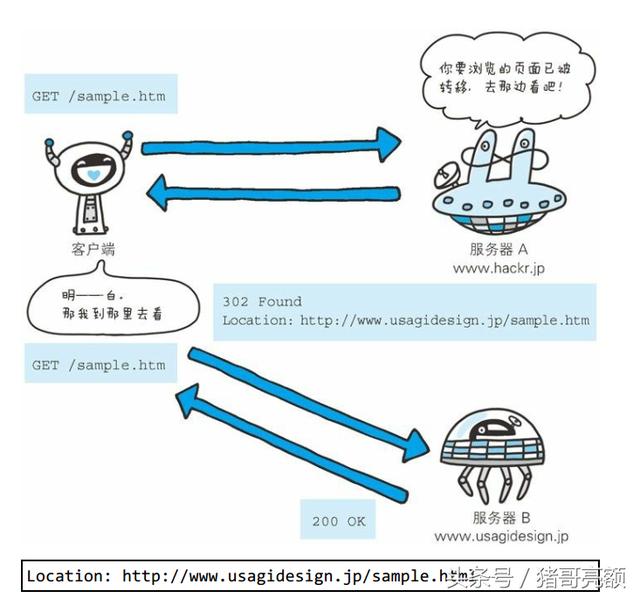 GET /sample.htm
你要浏览的页面已被
转移，去那边看吧！
客户端
服务器 A
www.hackr.jp
明——白。
那我到那里去看
302 Found
Location: http://www.usagidesign.jp/sample.htm
GET /sample.htm
200 OK
服务器 B
www.usagidesign.jp
Location: http://www.usagidesign.jp/sample.html
头条号 / 猪哥亮额